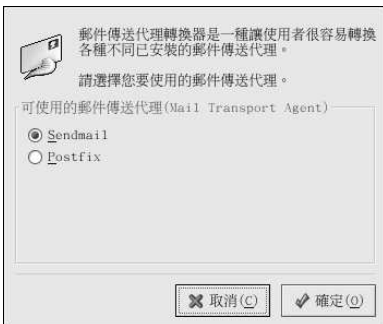 郵件傳送代理轉換器是一種讓使用者很容易轉換
各種不同已安裝的郵件傳送代理。
請選擇您要使用的郵件傳送代理。
可使用的郵件傳送代理(Mail Transport Agent)
Sendmail
Postfix
取消(C)
確定(O)